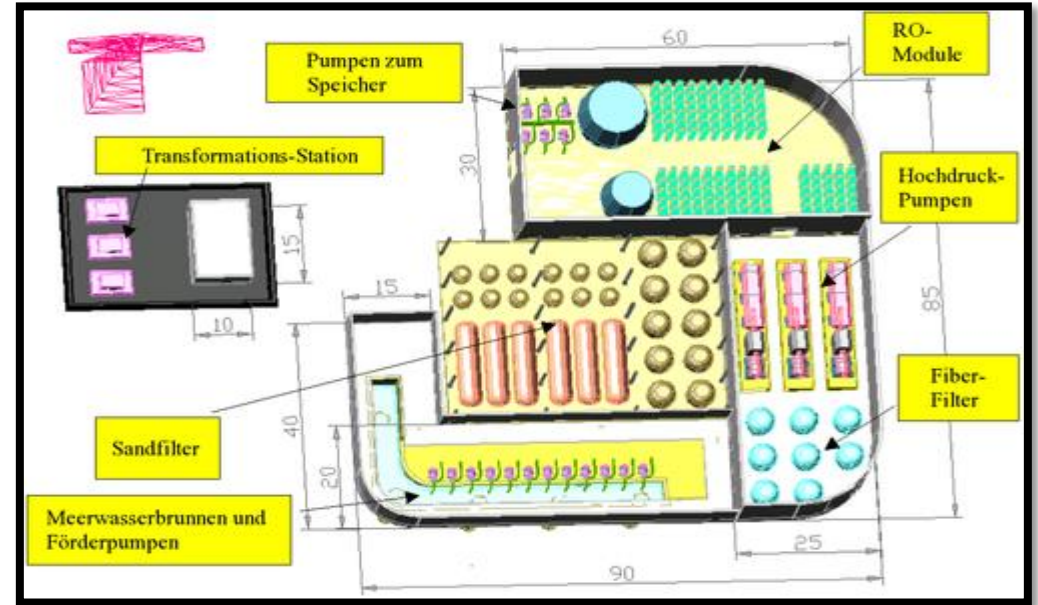 60
RO-
Module
Pumpen zum
Speicher
Transformations-Station
30
Hochdruck-
Pumpen
15
10
15
85
40
Fiber-
Filter
Sandfilter
20
Meerwasserbrunnen und
Förderpumpen
25
90